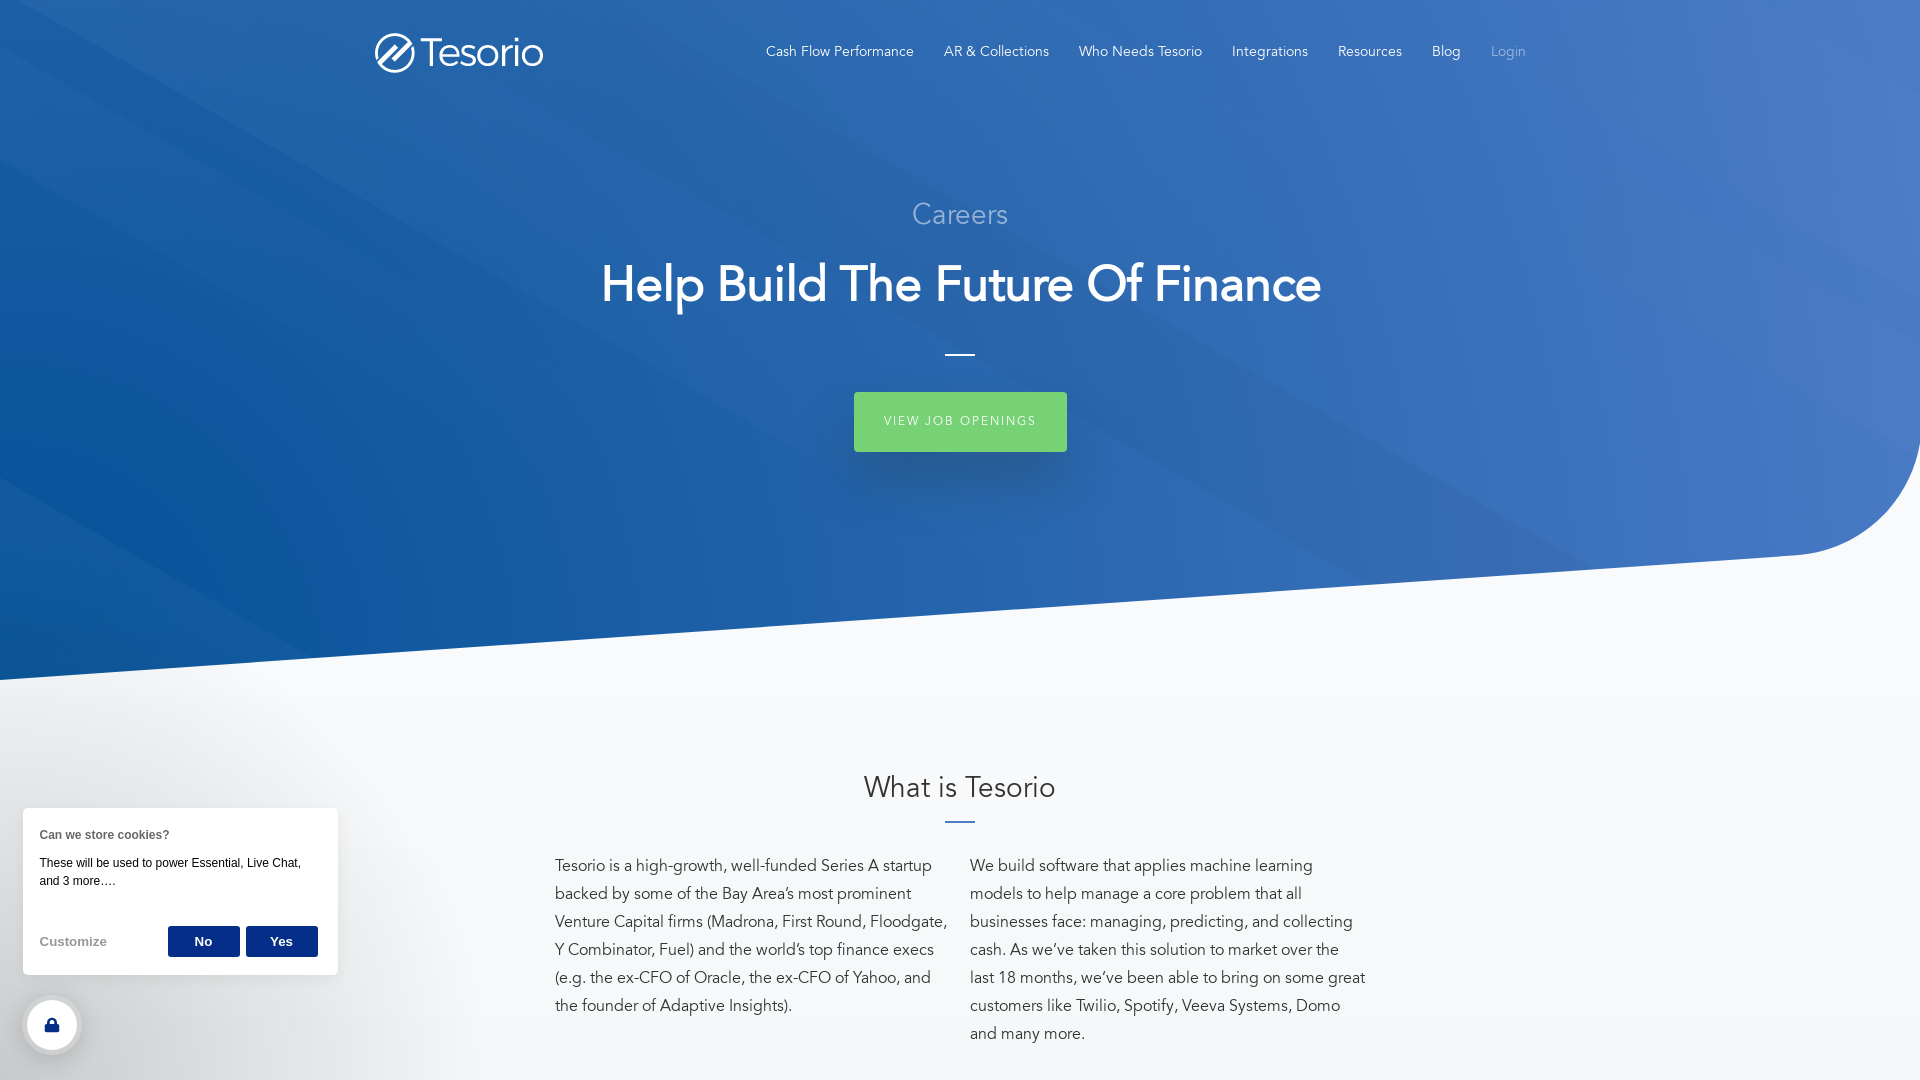 Tesorio
Cash Flow Performance
AR & Collections
Who Needs Tesorio
Integrations
Resources
Blog
Login
Careers
Help Build The Future Of Finance
VIEW JOB OPENINGS
What is Tesorio
Tesorio is a high-growth, well-funded Series A startup
backed by some of the Bay Area’s most prominent
Venture Capital firms (Madrona, First Round, Floodgate,
Y Combinator, Fuel) and the world’s top finance execs
(e.g. the ex-CFO of Oracle, the ex-CFO of Yahoo, and
the founder of Adaptive Insights).
We build software that applies machine learning
models to help manage a core problem that all
businesses face: managing, predicting, and collecting
cash. As we’ve taken this solution to market over the
last 18 months, we’ve been able to bring on some great
customers like Twilio, Spotify, Veeva Systems, Domo
and many more.
Can we store cookies?
These will be used to power Essential, Live Chat,
and 3 more….
Customize
No
Yes